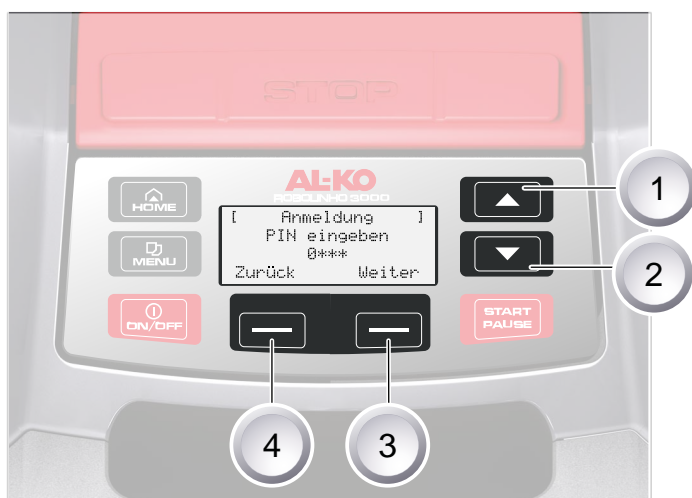 STOP
AL-KO
ROBOLINHO 3000
HOME
[ Anmeldung ]
PIN eingeben
0***
Zurück Weiter
MENU
ON/OFF
START
PAUSE
1
2
3
4